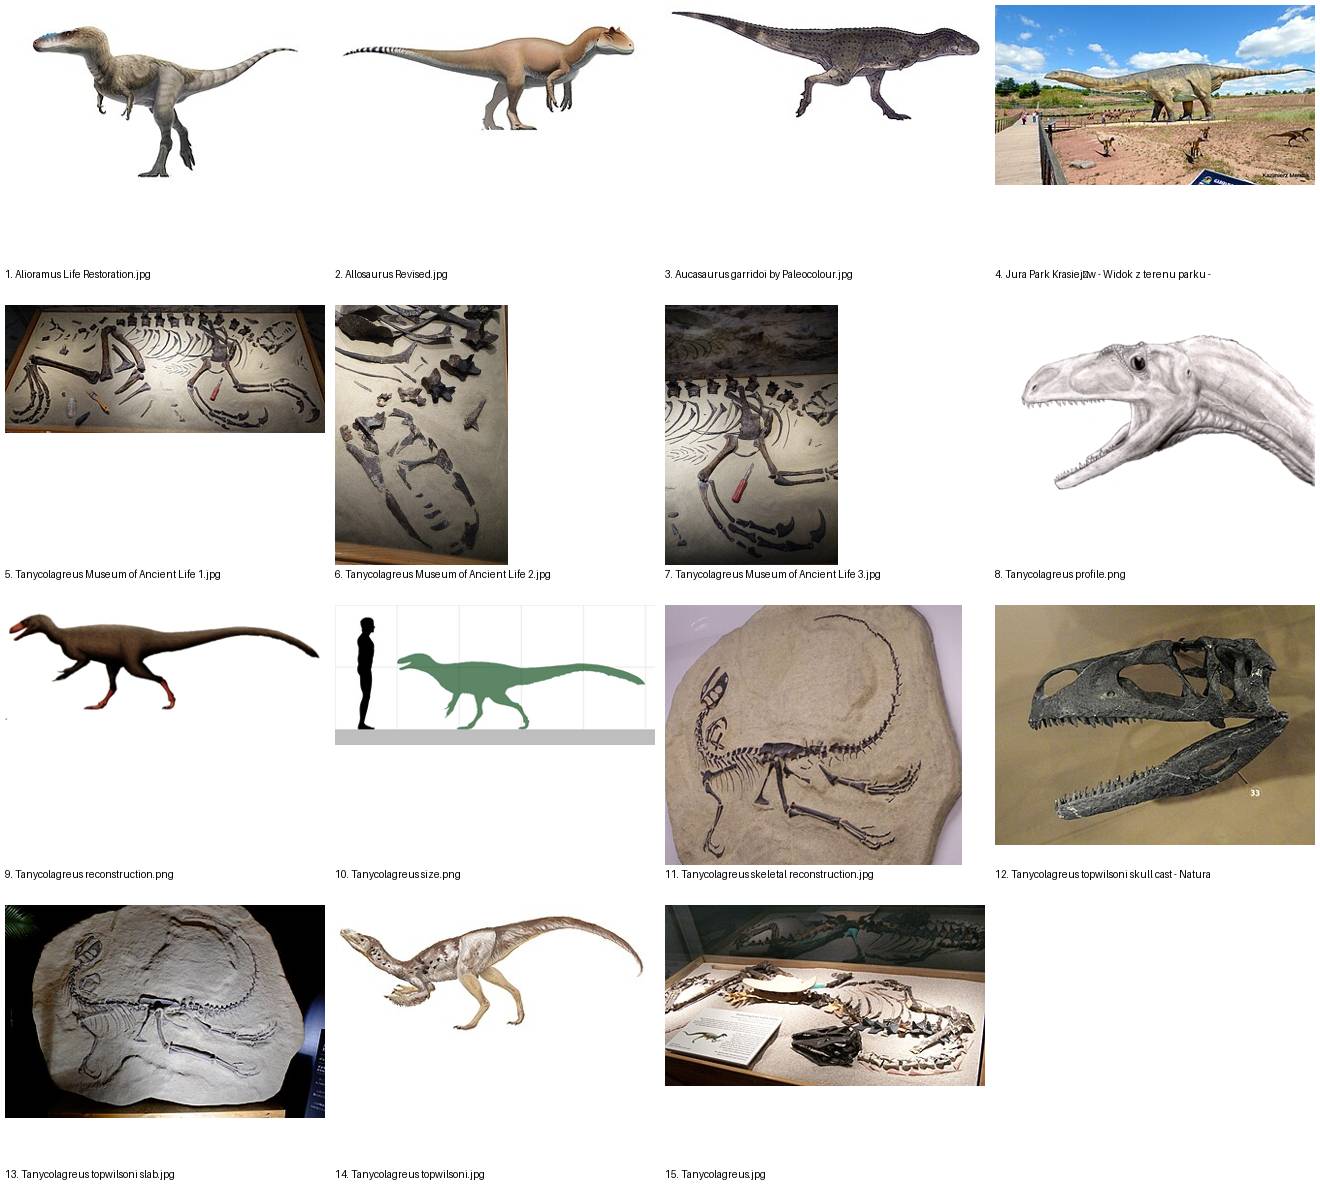 1. Alioramus Life Restoration.jpg
2. Allosaurus Revised.jpg
3. Aucasaurus garridoi by Paleocolour.jpg
4. Jura Park Krasiej▯w - Widok z terenu parku -
5. Tanycolagreus Museum of Ancient Life 1.jpg
6. Tanycolagreus Museum of Ancient Life 2.jpg
7. Tanycolagreus Museum of Ancient Life 3.jpg
8. Tanycolagreus profile.png
9. Tanycolagreus reconstruction.png
10. Tanycolagreus size.png
11. Tanycolagreus skeletal reconstruction.jpg
33
12. Tanycolagreus topwilsoni skull cast - Natura
13. Tanycolagreus topwilsoni slab.jpg
14. Tanycolagreus topwilsoni.jpg
15. Tanycolagreus.jpg